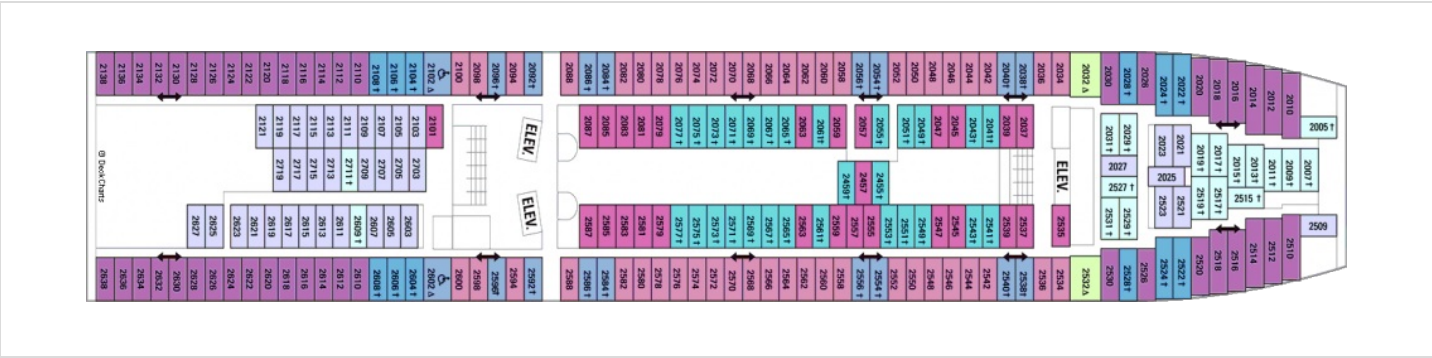 2138 2136 2134 2132 2130 2128 2126 2124 2122 2120 2118 2116 2114 2112 2110 2108† 2106† 2104† 2102△ 2100 2098 2096† 2094 2092† 2088 2086† 2084† 2082 2080 2078 2076 2074 2072 2070 2068 2066† 2064 2062 2060 2058 2056† 2054† 2052 2050 2048 2046 2044 2042 2040† 2038† 2036 2034 2032△ 2030 2028† 2026 2024† 2022† 2020 2018 2016 2014 2012 2010
2005†
2121 2119 2117 2115 2113 2111 2109 2107 2105 2103 2101
ELEV.
2087 2085 2083 2081 2079 2077† 2075† 2073† 2071† 2069† 2067† 2065† 2063 2061† 2059 2057 2055† 2051† 2049† 2047 2045 2043† 2041† 2039 2037
2031† 2029† 2023 2021 2019† 2017† 2015† 2013† 2011† 2009† 2007†
© Deck Charts
2719 2717 2715 2713 2711† 2709 2707 2705 2703
2459† 2457 2455†
ELEV.
2027
2025
2527†
2515†
ELEV.
2627 2625 2623 2621 2619 2617 2615 2613 2611 2609† 2607 2605 2603
2587 2585 2583 2581 2579 2577† 2575† 2573† 2571† 2569† 2567† 2565† 2563 2561† 2559 2557 2555 2553† 2551† 2549† 2547 2545 2543† 2541† 2539 2537 2535
2531† 2529† 2523 2521 2519† 2517†
2509
2638 2636 2634 2632 2630 2628 2626 2624 2622 2620 2618 2616 2614 2612 2610 2608† 2606† 2604† 2602△ 2600 2598 2596† 2594 2592† 2588 2586† 2584† 2582 2580 2578 2576 2574 2572 2570 2568 2566 2564 2562 2560 2558 2556† 2554† 2552 2550 2548 2546 2544 2542 2540† 2538† 2536 2534 2532△ 2530 2528† 2526 2524† 2522† 2520 2518 2516 2514 2512 2510